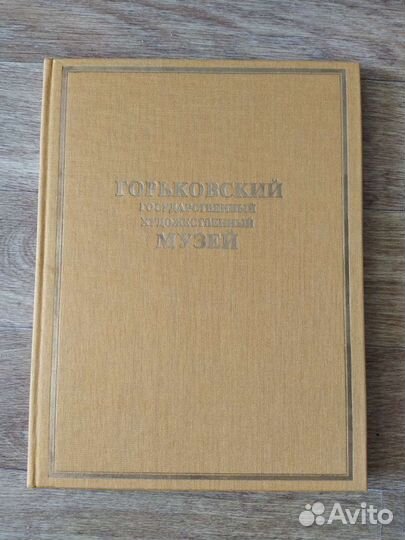 ГОРЬКОВСКИЙ
ГОСУДАРСТВЕННЫЙ
ХУДОЖЕСТВЕННЫЙ
МУЗЕЙ
Avito